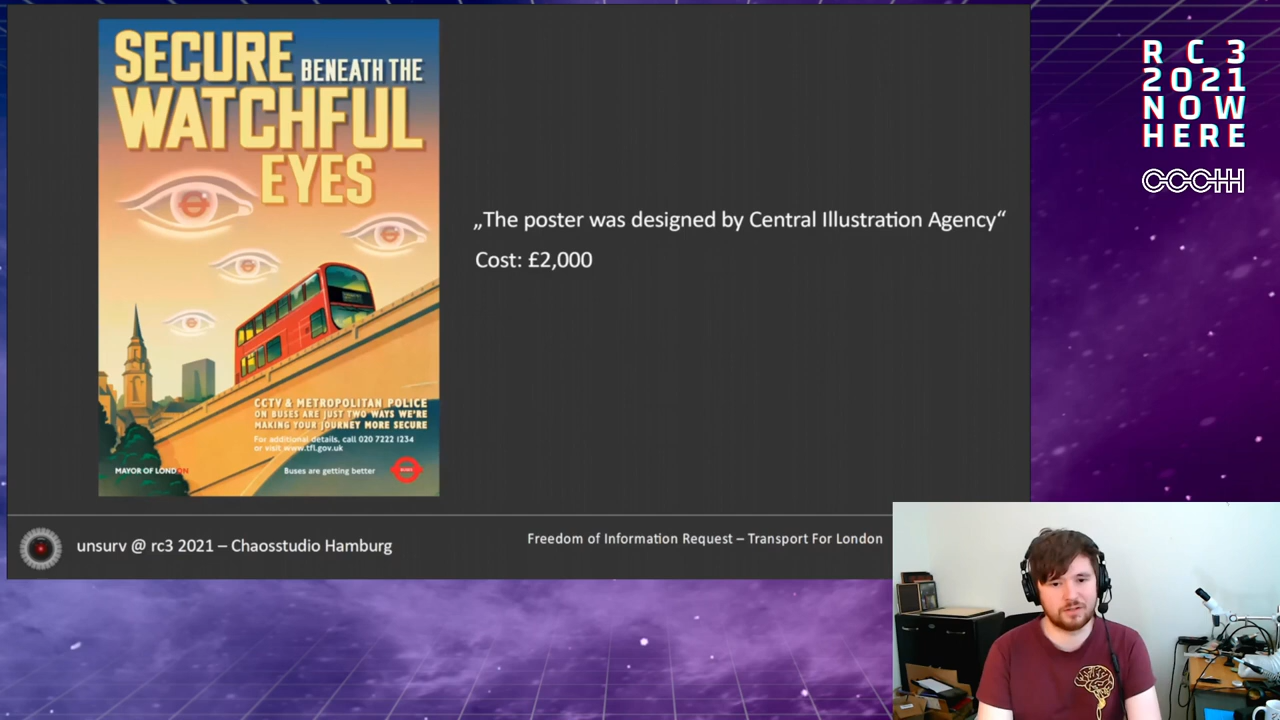 SECURE BENEATH THE
WATCHFUL
EYES
CCTV & METROPOLITAN POLICE
ON BUSES ARE JUST TWO WAYS WE'RE
MAKING YOUR JOURNEY MORE SECURE
For additional details, call 020 7222 1234
or visit www.tfl.gov.uk
MAYOR OF LONDON
Buses are getting better
„The poster was designed by Central Illustration Agency“
Cost: £2,000
unsurv @ rc3 2021 – Chaosstudio Hamburg
Freedom of Information Request – Transport For London
R C 3
2021
NOW
HERE
CCCHH